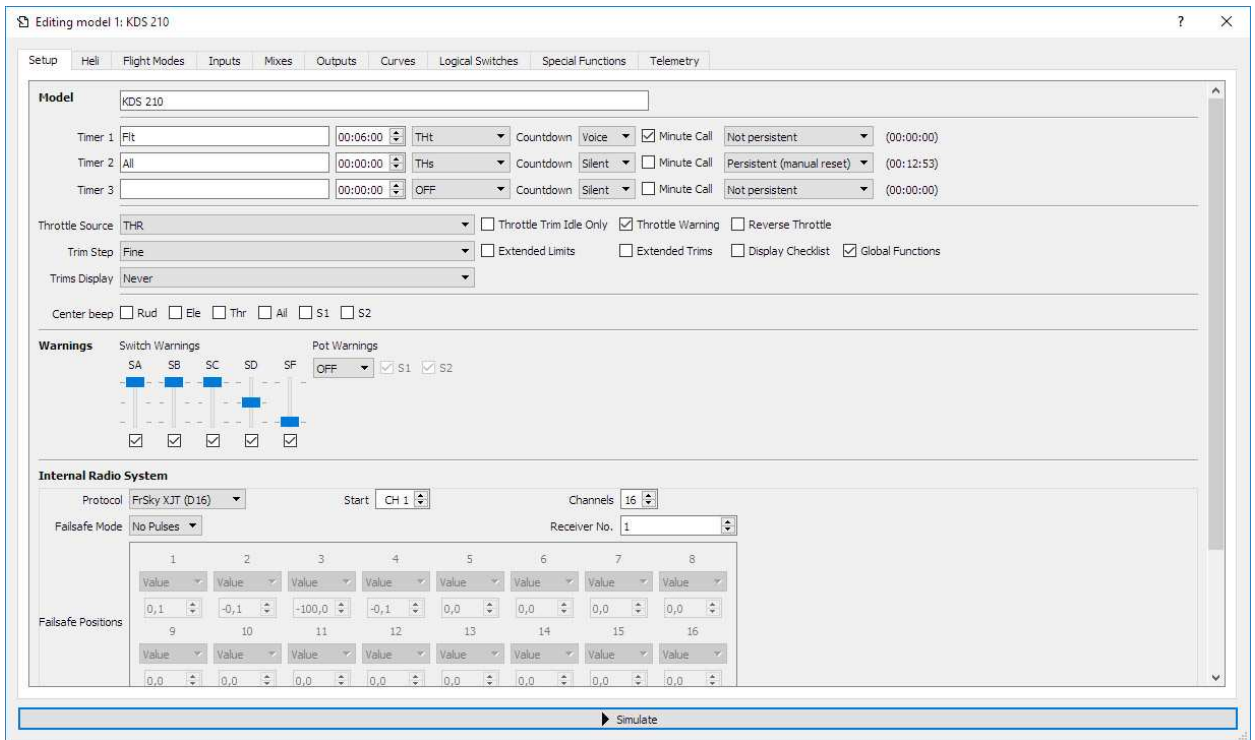 Editing model 1: KDS 210 ? ×
Setup Heli Flight Modes Inputs Mixes Outputs Curves Logical Switches Special Functions Telemetry
Model KDS 210
Timer 1 Flt 00:06:00 THt Countdown Voice Minute Call Not persistent (00:00:00)
Timer 2 All 00:00:00 THs Countdown Silent Minute Call Persistent (manual reset) (00:12:53)
Timer 3 00:00:00 OFF Countdown Silent Minute Call Not persistent (00:00:00)
Throttle Source THR Throttle Trim Idle Only Throttle Warning Reverse Throttle
Trim Step Fine Extended Limits Extended Trims Display Checklist Global Functions
Trims Display Never
Center beep Rud Ele Thr Ail S1 S2
Warnings Switch Warnings Pot Warnings
SA SB SC SD SF OFF S1 S2
Internal Radio System
Protocol FrSky XJT (D16) Start CH 1 Channels 16
Failsafe Mode No Pulses Receiver No. 1
1 2 3 4 5 6 7 8
Value Value Value Value Value Value Value Value
0,1 -0,1 -100,0 -0,1 0,0 0,0 0,0 0,0
Failsafe Positions
9 10 11 12 13 14 15 16
Value Value Value Value Value Value Value Value
0,0 0,0 0,0 0,0 0,0 0,0 0,0 0,0
Simulate